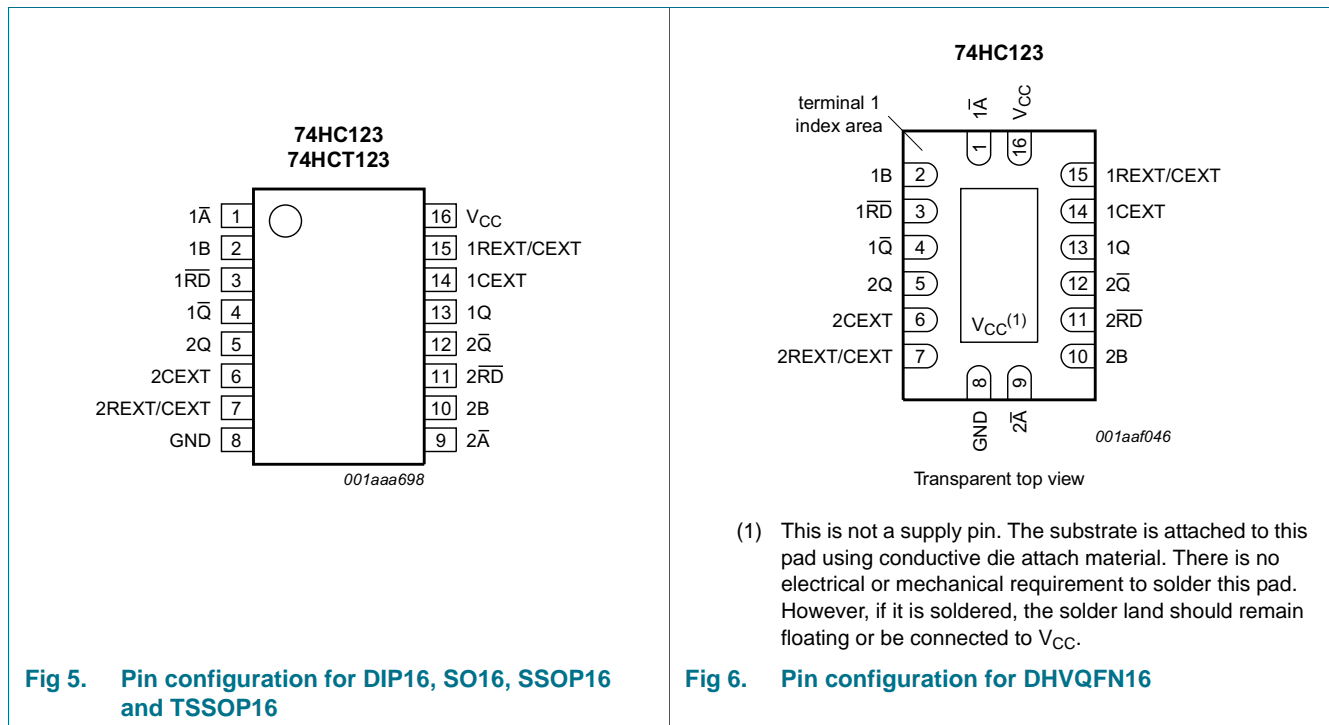 74HC123
74HCT123
1A̅ 1
1B 2
1R̅D̅ 3
1Q̅ 4
2Q 5
2CEXT 6
2REXT/CEXT 7
GND 8
16 VCC
15 1REXT/CEXT
14 1CEXT
13 1Q
12 2Q̅
11 2R̅D̅
10 2B
9 2A̅
001aaa698
Fig 5. Pin configuration for DIP16, SO16, SSOP16
and TSSOP16
74HC123
terminal 1
index area
1A̅
VCC
1
16
1B 2
1R̅D̅ 3
1Q̅ 4
2Q 5
2CEXT 6
2REXT/CEXT 7
15 1REXT/CEXT
14 1CEXT
13 1Q
12 2Q̅
11 2R̅D̅
10 2B
VCC(1)
8
9
GND
2A̅
001aaf046
Transparent top view
(1) This is not a supply pin. The substrate is attached to this
pad using conductive die attach material. There is no
electrical or mechanical requirement to solder this pad.
However, if it is soldered, the solder land should remain
floating or be connected to VCC.
Fig 6. Pin configuration for DHVQFN16